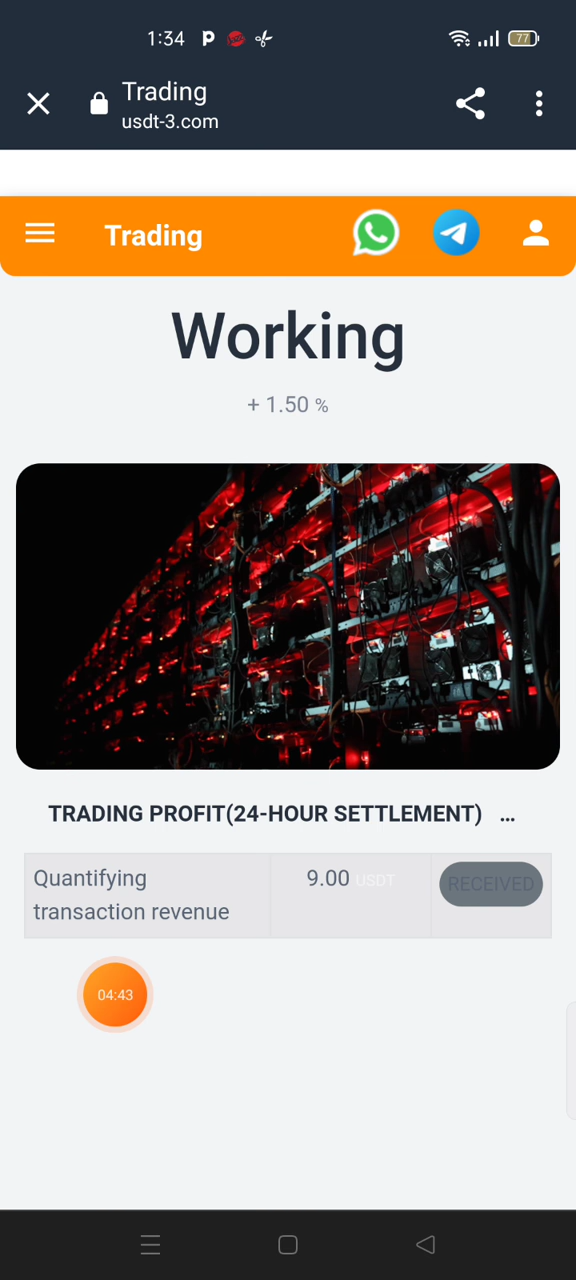 1:34
77
Trading
usdt-3.com
Trading
Working
+ 1.50 %
TRADING PROFIT(24-HOUR SETTLEMENT) ...
Quantifying transaction revenue
9.00 USDT
RECEIVED
04:43